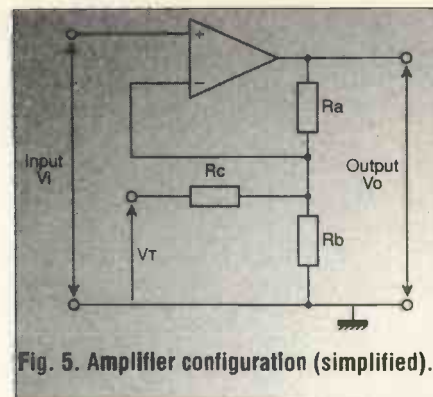 +
−
Ra
Input
Vi
Rc
Output
Vo
VT
Rb
Fig. 5. Amplifier configuration (simplified).